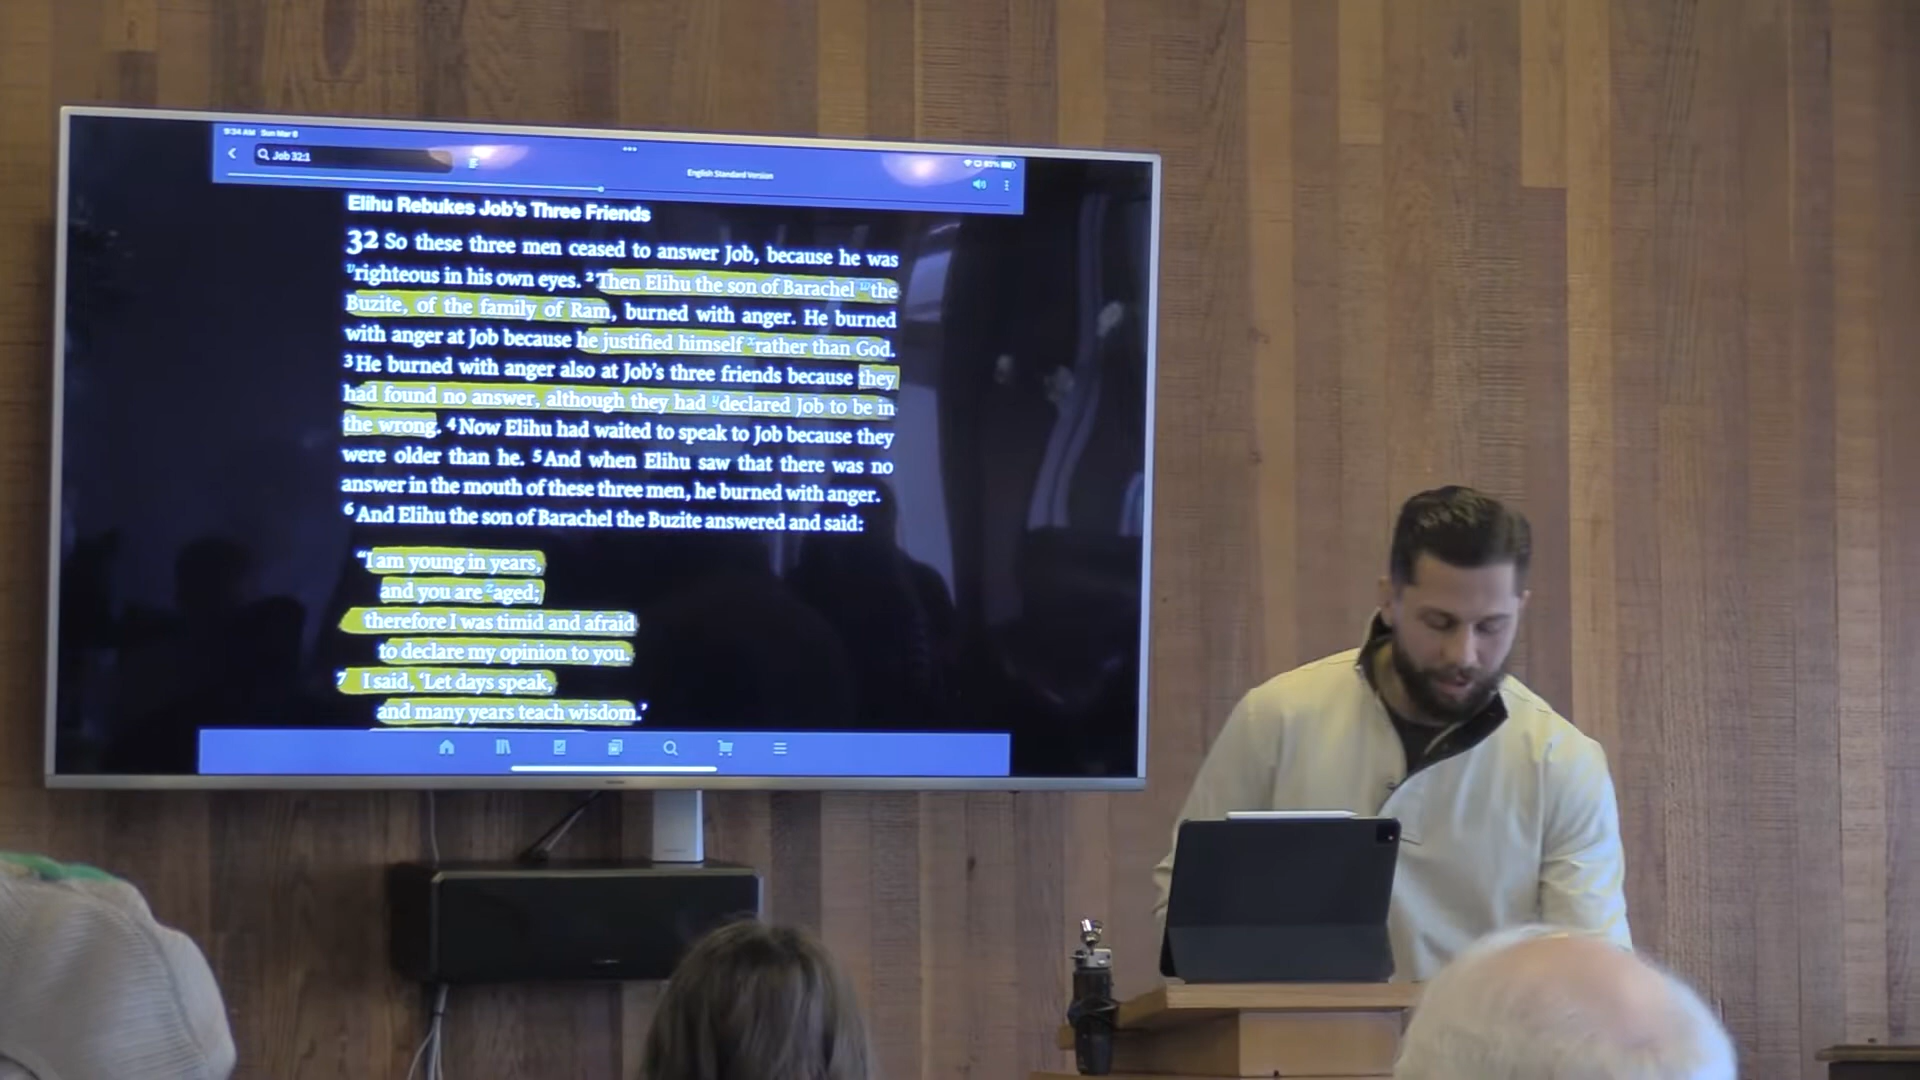 9:34 AM Sun Mar 9
Job 32:1
English Standard Version
Elihu Rebukes Job's Three Friends
32 So these three men ceased to answer Job, because he was
righteous in his own eyes. 2 Then Elihu the son of Barachel the
Buzite, of the family of Ram, burned with anger. He burned
with anger at Job because he justified himself rather than God.
3 He burned with anger also at Job's three friends because they
had found no answer, although they had y declared Job to be in
the wrong. 4 Now Elihu had waited to speak to Job because they
were older than he. 5 And when Elihu saw that there was no
answer in the mouth of these three men, he burned with anger.
6 And Elihu the son of Barachel the Buzite answered and said:
“I am young in years,
and you are z aged;
therefore I was timid and afraid
to declare my opinion to you.
7 I said, ‘Let days speak,
and many years teach wisdom.’